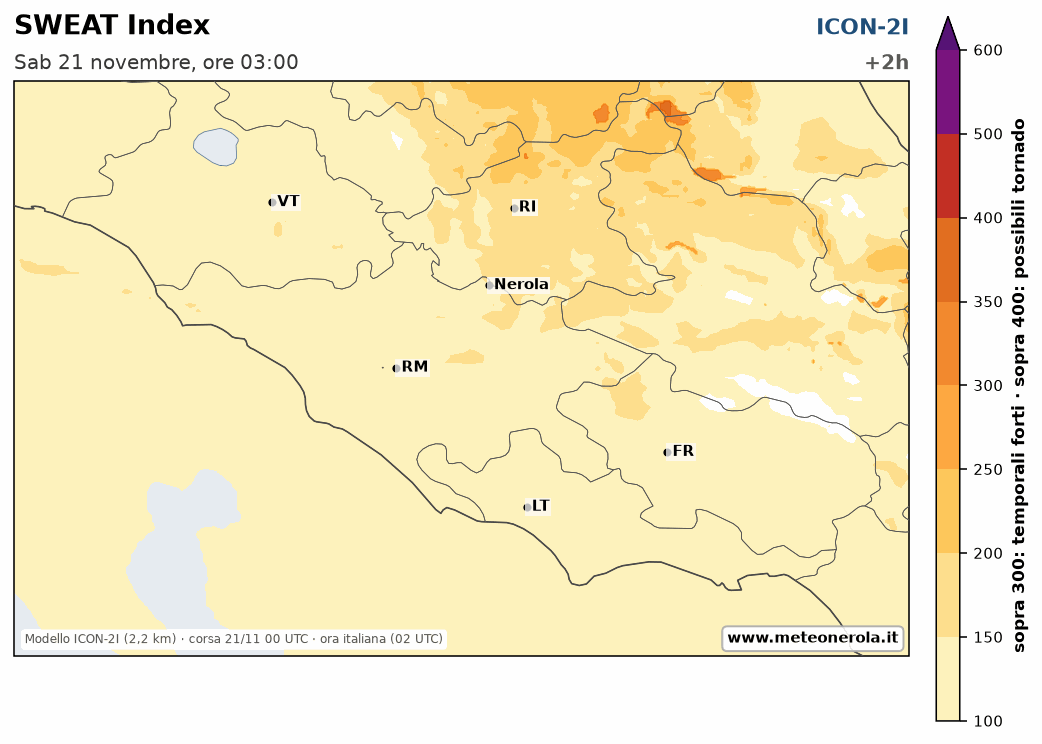 SWEAT Index
ICON-2I
Sab 21 novembre, ore 03:00
+2h
600
500
400
350
300
250
200
150
100
sopra 300: temporali forti · sopra 400: possibili tornado
VT
RI
Nerola
RM
FR
LT
Modello ICON-2I (2,2 km) · corsa 21/11 00 UTC · ora italiana (02 UTC)
www.meteonerola.it